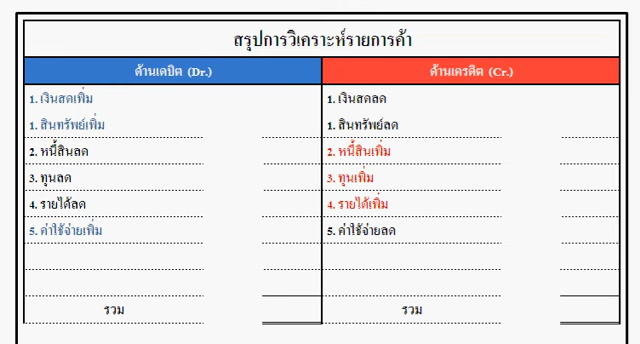 สรุปการวิเคราะห์รายการค้า
ด้านเดบิต (Dr.) ด้านเครดิต (Cr.)
1. เงินสดเพิ่ม 1. เงินสดลด
1. สินทรัพย์เพิ่ม 1. สินทรัพย์ลด
2. หนี้สินลด 2. หนี้สินเพิ่ม
3. ทุนลด 3. ทุนเพิ่ม
4. รายได้ลด 4. รายได้เพิ่ม
5. ค่าใช้จ่ายเพิ่ม 5. ค่าใช้จ่ายลด
รวม รวม